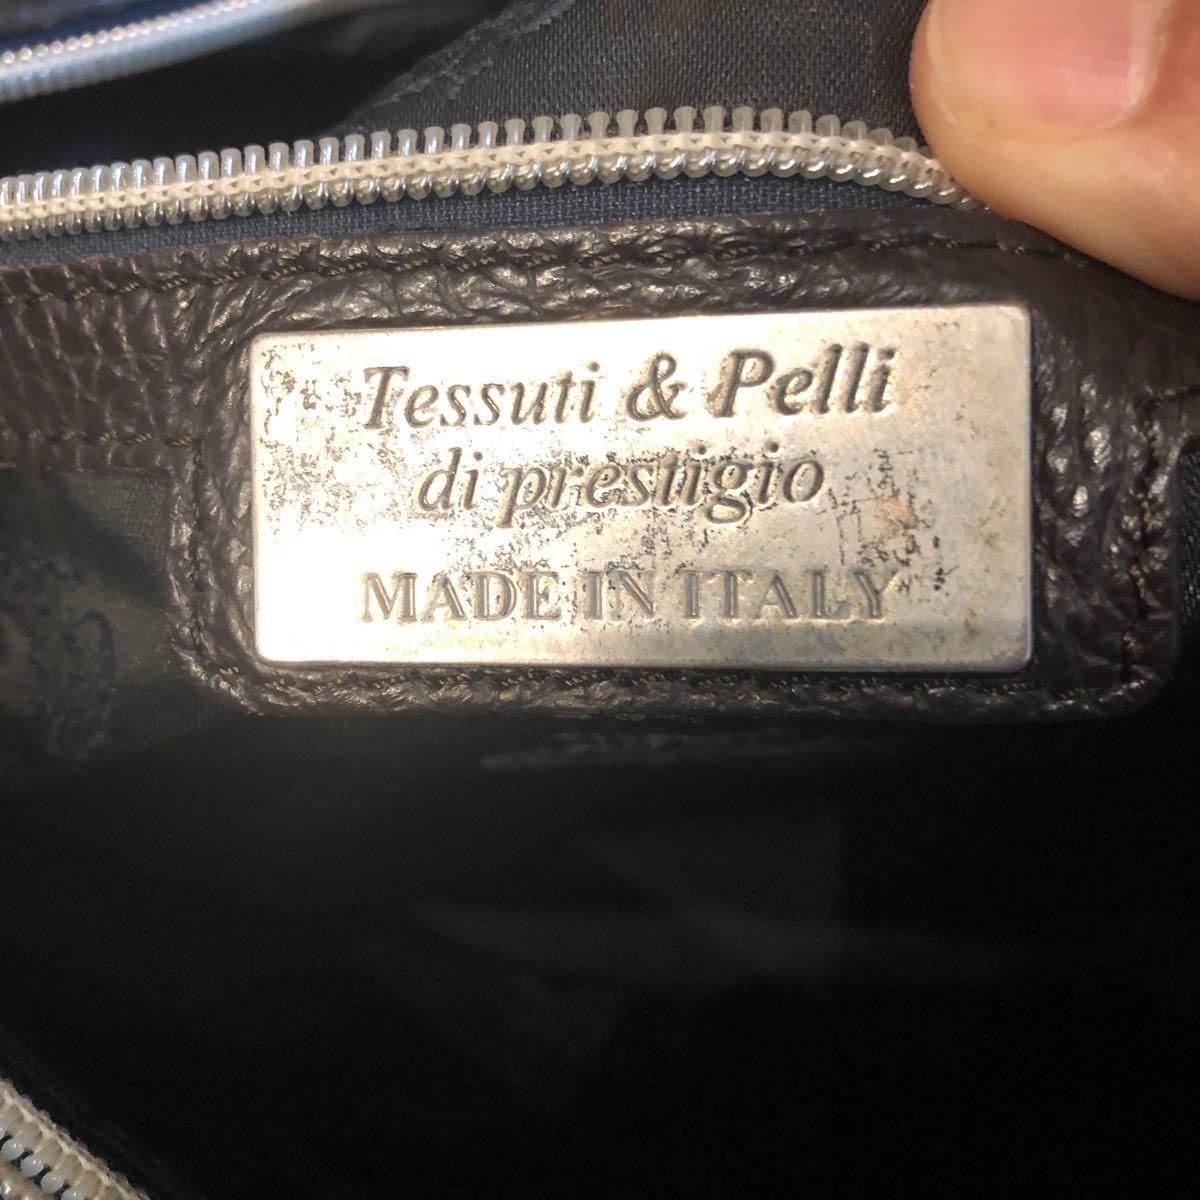 Tessuti & Pelli
di prestigio
MADE IN ITALY